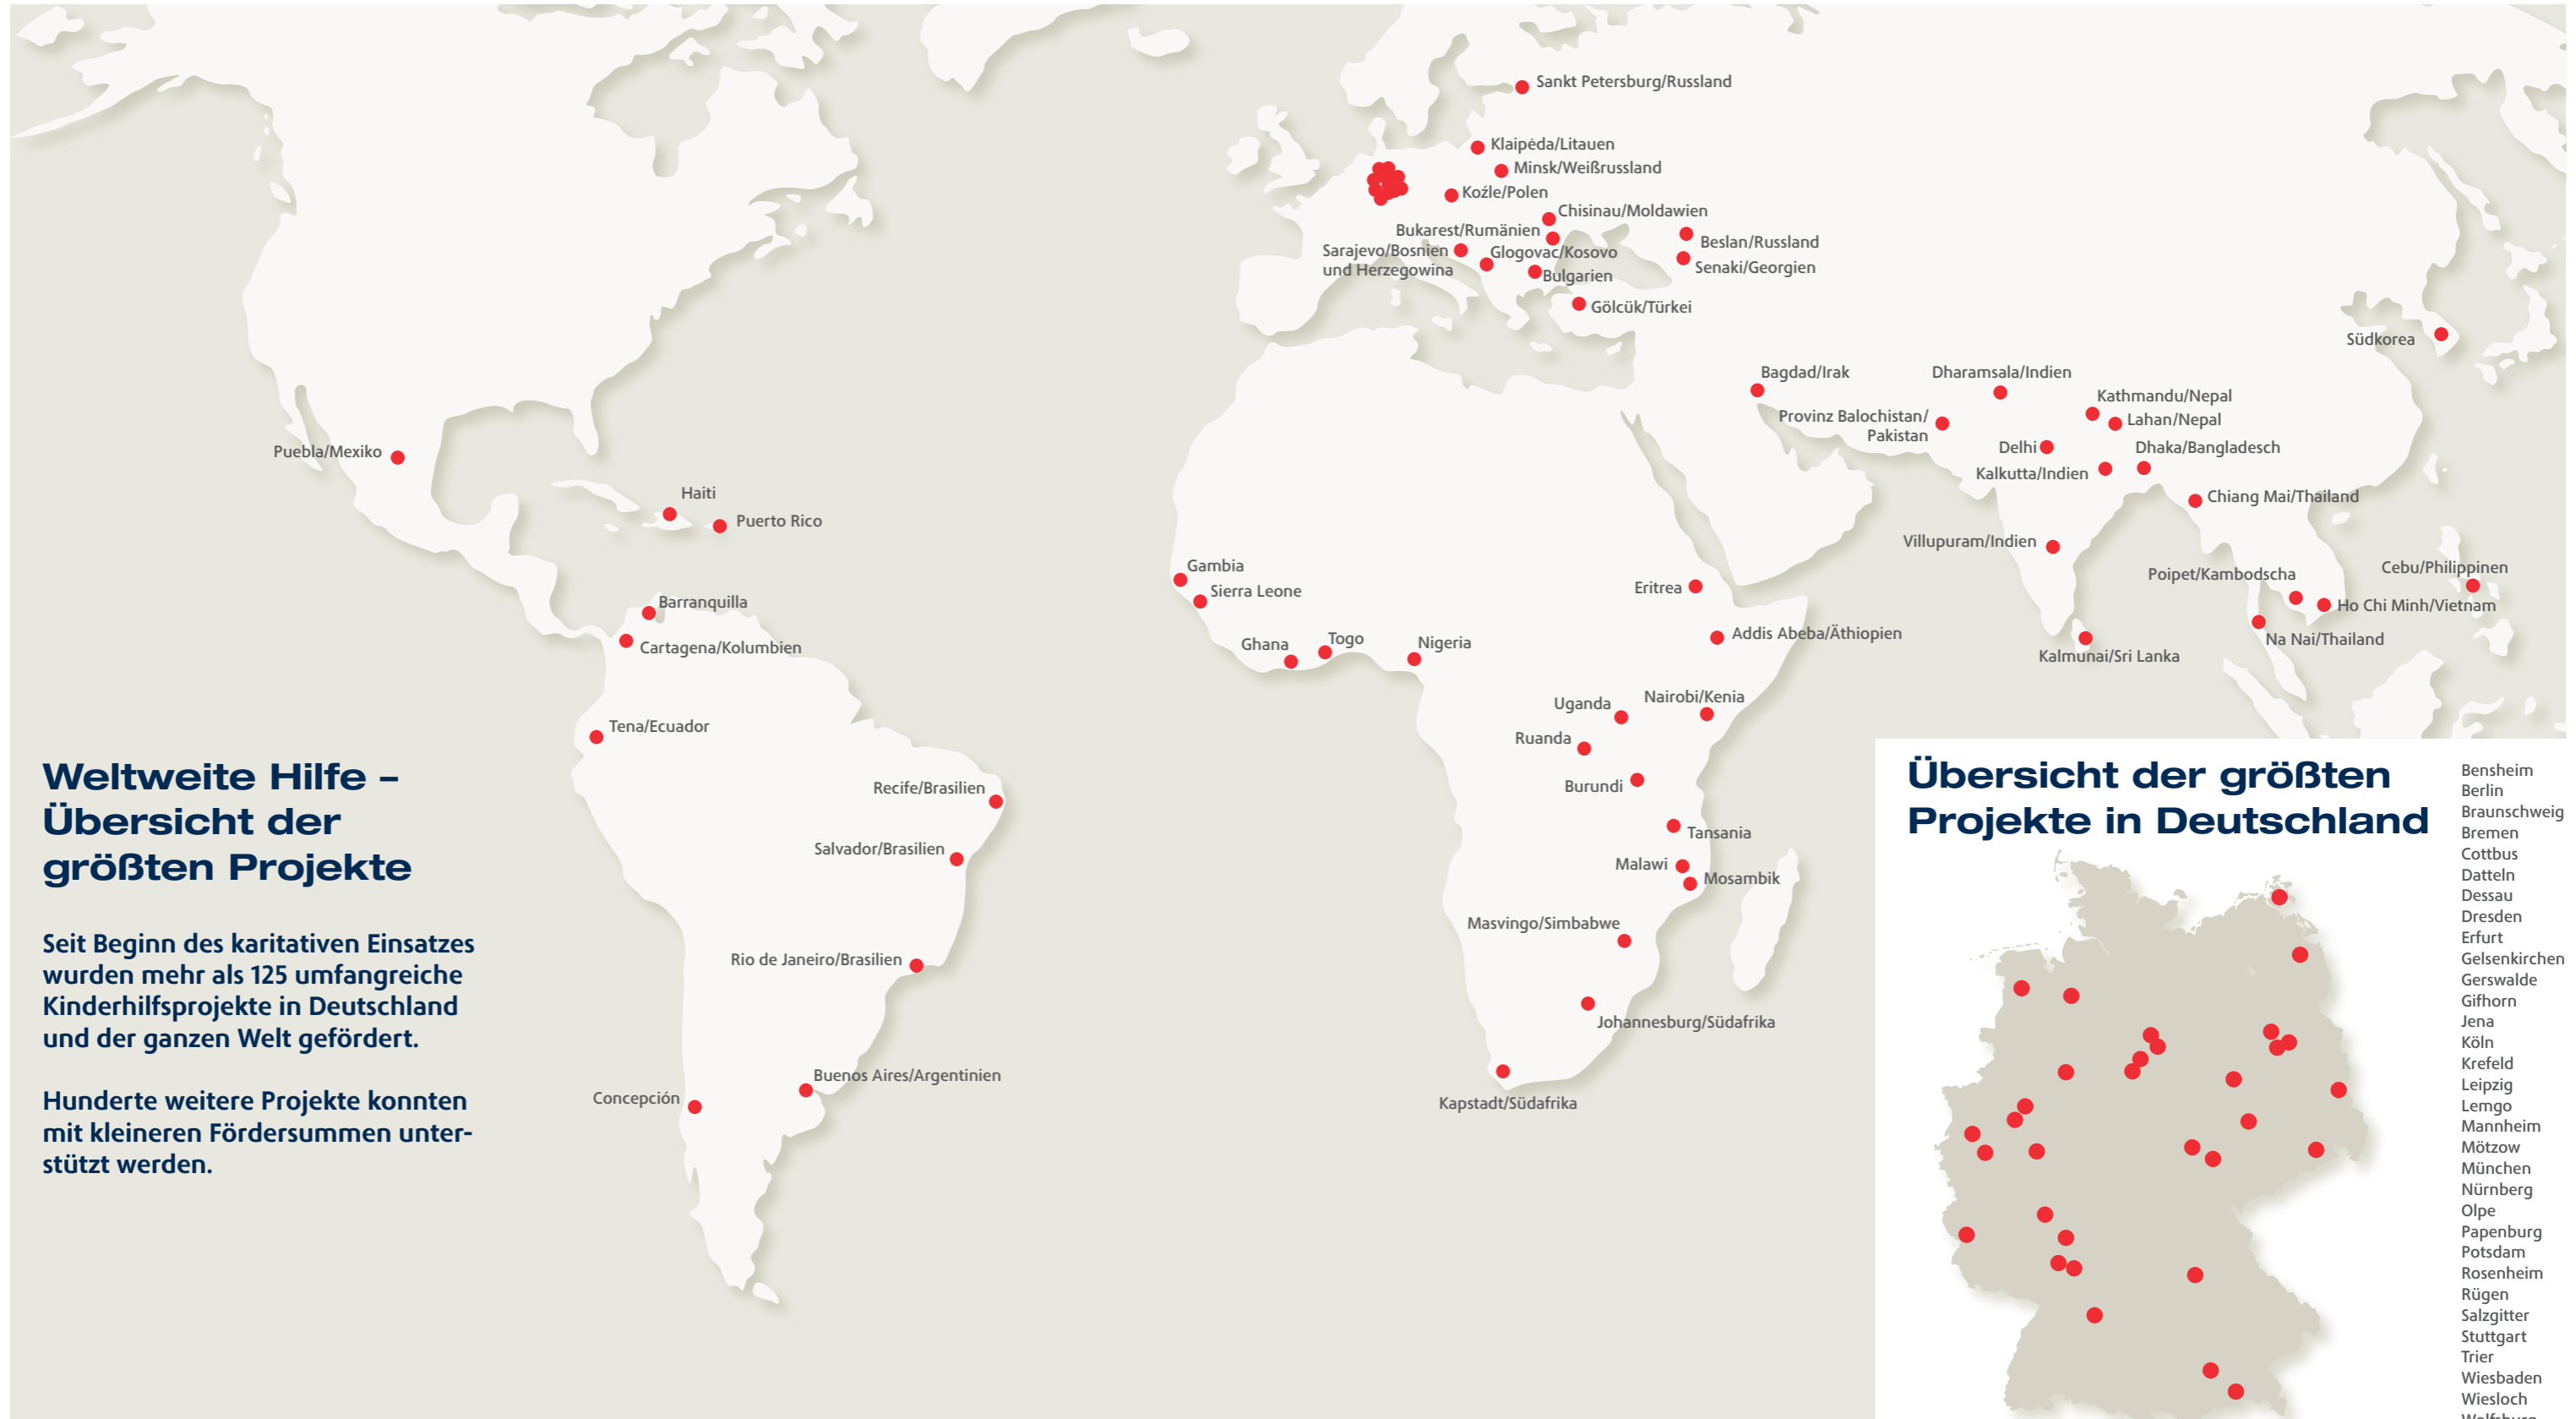 Sankt Petersburg/Russland
Klaipėda/Litauen
Minsk/Weißrussland
Koźle/Polen
Chisinau/Moldawien
Bukarest/Rumänien
Beslan/Russland
Sarajevo/Bosnien
und Herzegowina
Glogovac/Kosovo
Senaki/Georgien
Bulgarien
Gölcük/Türkei
Südkorea
Bagdad/Irak
Dharamsala/Indien
Kathmandu/Nepal
Provinz Balochistan/
Pakistan
Lahan/Nepal
Delhi
Dhaka/Bangladesch
Puebla/Mexiko
Kalkutta/Indien
Haiti
Chiang Mai/Thailand
Puerto Rico
Villupuram/Indien
Gambia
Cebu/Philippinen
Poipet/Kambodscha
Sierra Leone
Eritrea
Barranquilla
Ho Chi Minh/Vietnam
Addis Abeba/Äthiopien
Ghana
Togo
Nigeria
Na Nai/Thailand
Cartagena/Kolumbien
Kalmunai/Sri Lanka
Uganda
Nairobi/Kenia
Tena/Ecuador
Ruanda
Recife/Brasilien
Burundi
Tansania
Salvador/Brasilien
Malawi
Mosambik
Masvingo/Simbabwe
Rio de Janeiro/Brasilien
Johannesburg/Südafrika
Buenos Aires/Argentinien
Concepción
Kapstadt/Südafrika
Weltweite Hilfe –
Übersicht der
größten Projekte
Seit Beginn des karitativen Einsatzes
wurden mehr als 125 umfangreiche
Kinderhilfsprojekte in Deutschland
und der ganzen Welt gefördert.
Hunderte weitere Projekte konnten
mit kleineren Fördersummen unter-
stützt werden.
Übersicht der größten
Projekte in Deutschland
Bensheim
Berlin
Braunschweig
Bremen
Cottbus
Datteln
Dessau
Dresden
Erfurt
Gelsenkirchen
Gerswalde
Gifhorn
Jena
Köln
Krefeld
Leipzig
Lemgo
Mannheim
Mötzow
München
Nürnberg
Olpe
Papenburg
Potsdam
Rosenheim
Rügen
Salzgitter
Stuttgart
Trier
Wiesbaden
Wiesloch
Wolfsburg